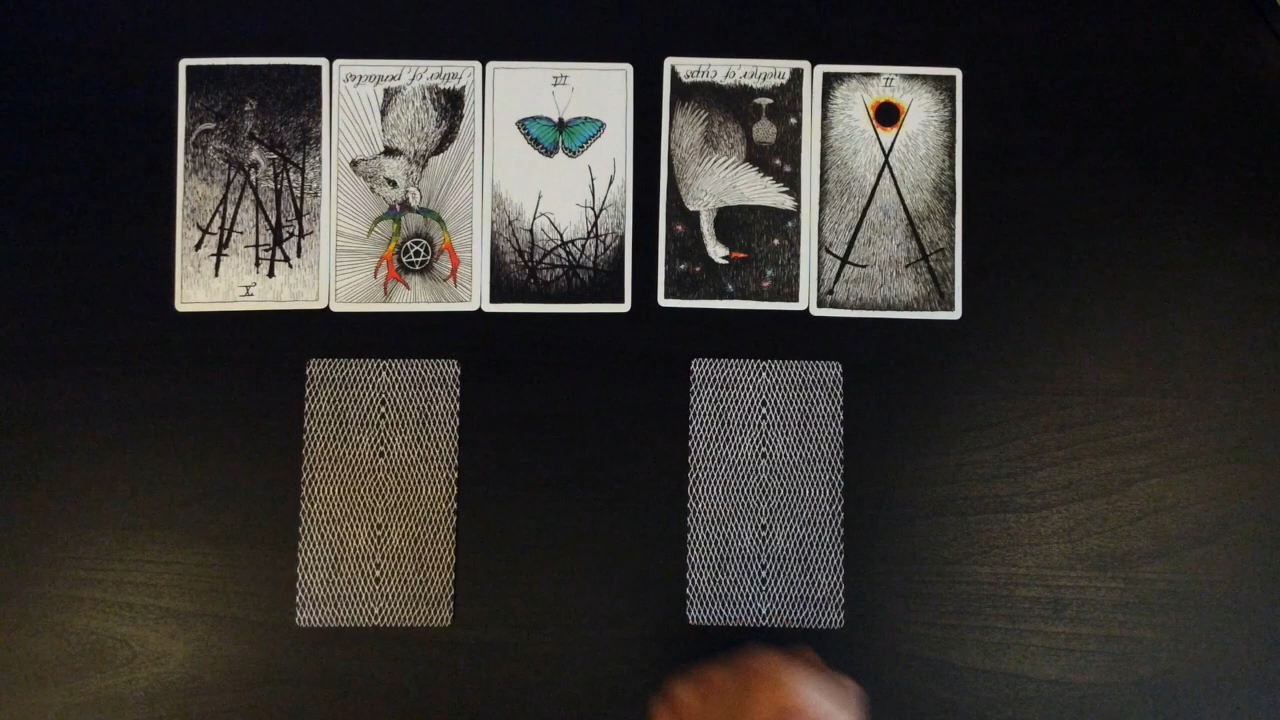 X
father of pentacles
VI
mother of cups
II